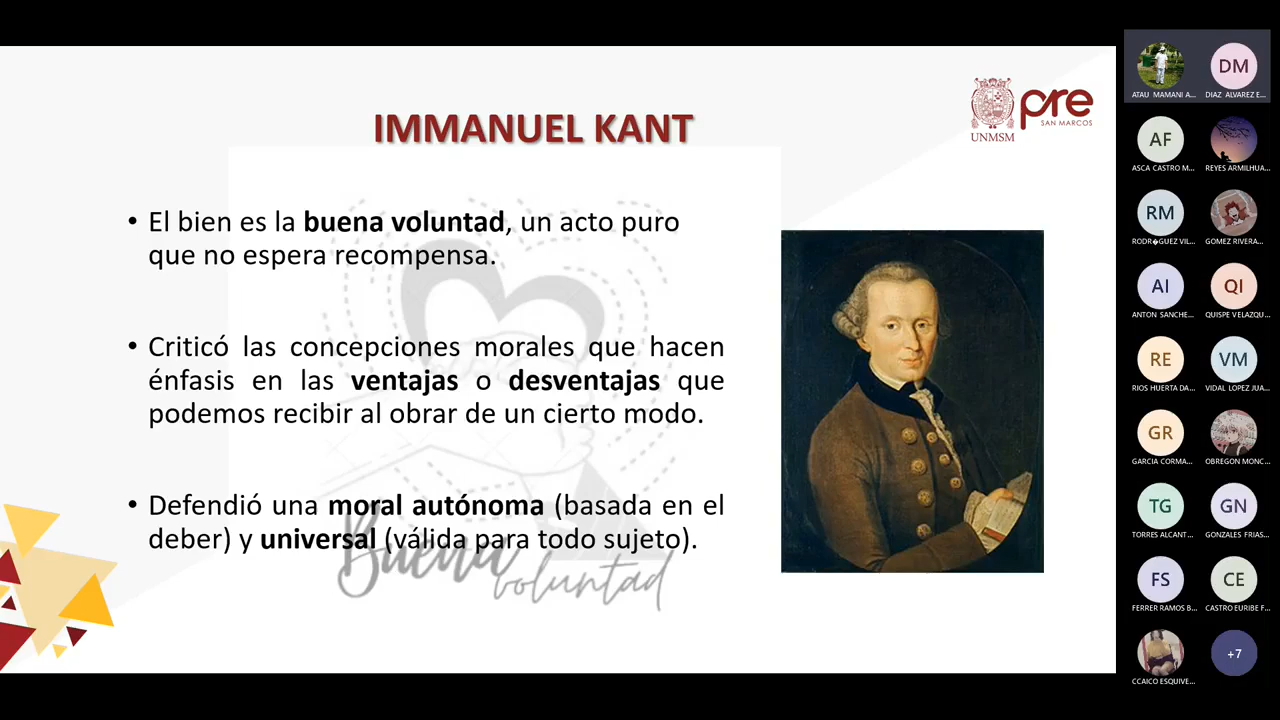 IMMANUEL KANT
UNMSM
pre
SAN MARCOS
• El bien es la buena voluntad, un acto puro
que no espera recompensa.
• Criticó las concepciones morales que hacen
énfasis en las ventajas o desventajas que
podemos recibir al obrar de un cierto modo.
• Defendió una moral autónoma (basada en el
deber) y universal (válida para todo sujeto).
Buena
voluntad
ATAU MAMANI A...
DM
DIAZ ALVAREZ E...
AF
ASCA CASTRO M...
REYES ARMILHUA...
RM
RODR�GUEZ VIL...
GOMEZ RIVERA...
AI
ANTON SANCHE...
QI
QUISPE VELAZQU...
RE
RIOS HUERTA DA...
VM
VIDAL LOPEZ JUA...
GR
GARCIA CORMA...
OBREGON MONC...
TG
TORRES ALCANT...
GN
GONZALES FRIAS...
FS
FERRER RAMOS B...
CE
CASTRO EURIBE F...
CCAICO ESQUIVE...
+7